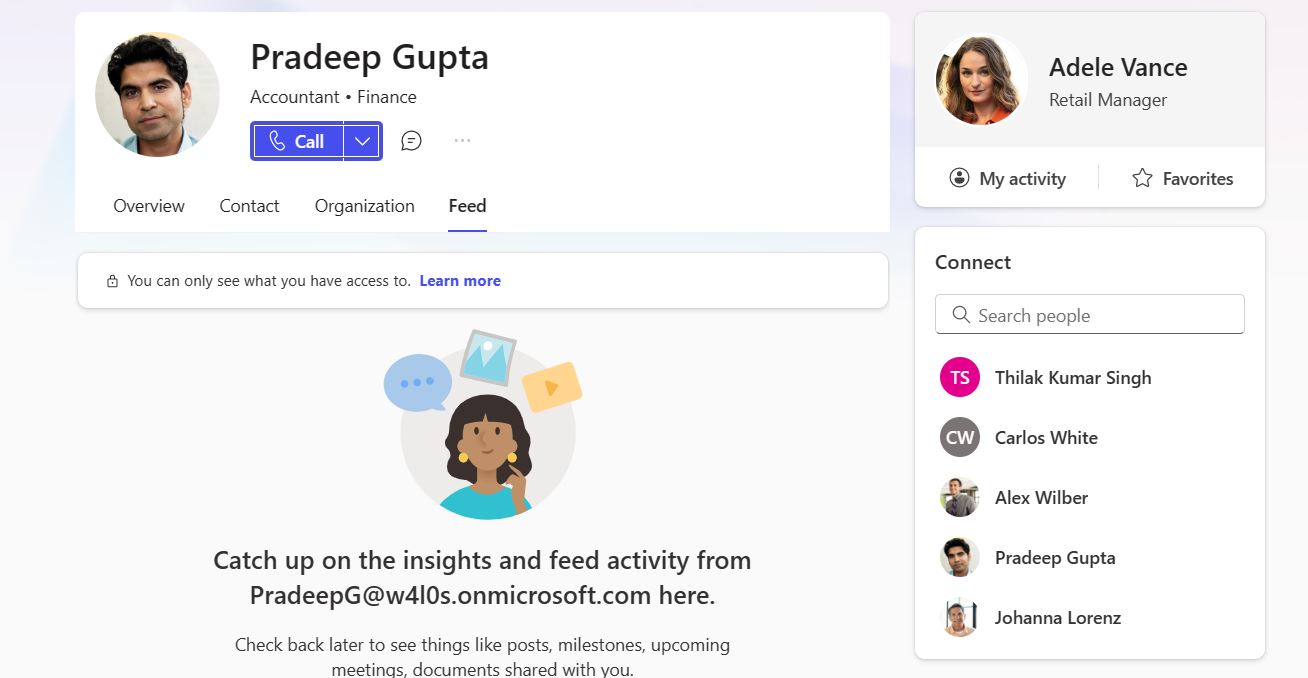 Pradeep Gupta
Accountant • Finance
Call
Overview
Contact
Organization
Feed
You can only see what you have access to. Learn more
Catch up on the insights and feed activity from
PradeepG@w4l0s.onmicrosoft.com here.
Check back later to see things like posts, milestones, upcoming
meetings, documents shared with you.
Adele Vance
Retail Manager
My activity
Favorites
Connect
Search people
TS
Thilak Kumar Singh
CW
Carlos White
Alex Wilber
Pradeep Gupta
Johanna Lorenz